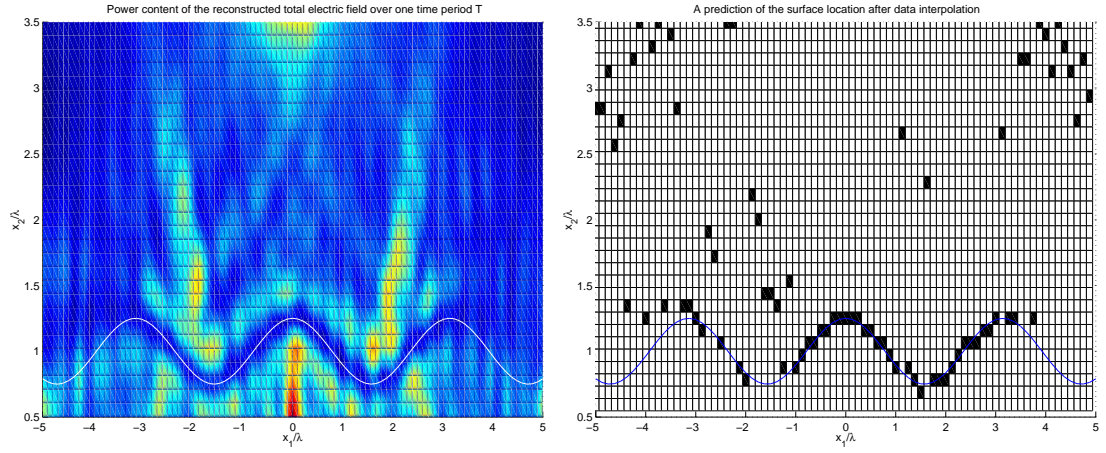 Power content of the reconstructed total electric field over one time period T
3.5
3
2.5
2
1.5
1
0.5
x₂/λ
−5 −4 −3 −2 −1 0 1 2 3 4 5
x₁/λ
A prediction of the surface location after data interpolation
3.5
3
2.5
2
1.5
1
0.5
x₂/λ
−5 −4 −3 −2 −1 0 1 2 3 4 5
x₁/λ